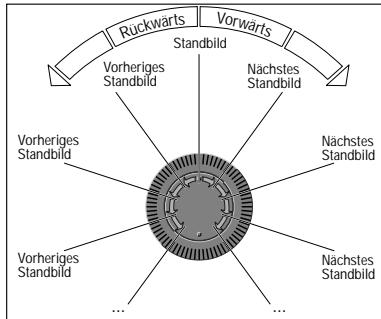 Rückwärts
Vorwärts
Standbild
Vorheriges
Standbild
Nächstes
Standbild
Vorheriges
Standbild
Nächstes
Standbild
Vorheriges
Standbild
Nächstes
Standbild
...
...